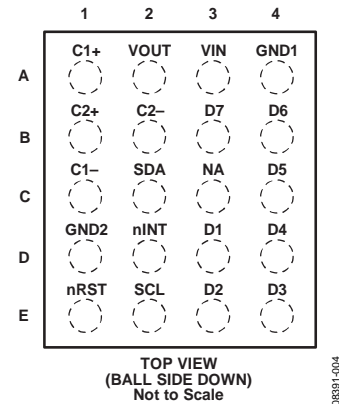 1 2 3 4
C1+ VOUT VIN GND1
A
C2+ C2– D7 D6
B
C1– SDA NA D5
C
GND2 nINT D1 D4
D
nRST SCL D2 D3
E
TOP VIEW
(BALL SIDE DOWN)
Not to Scale
08391-004